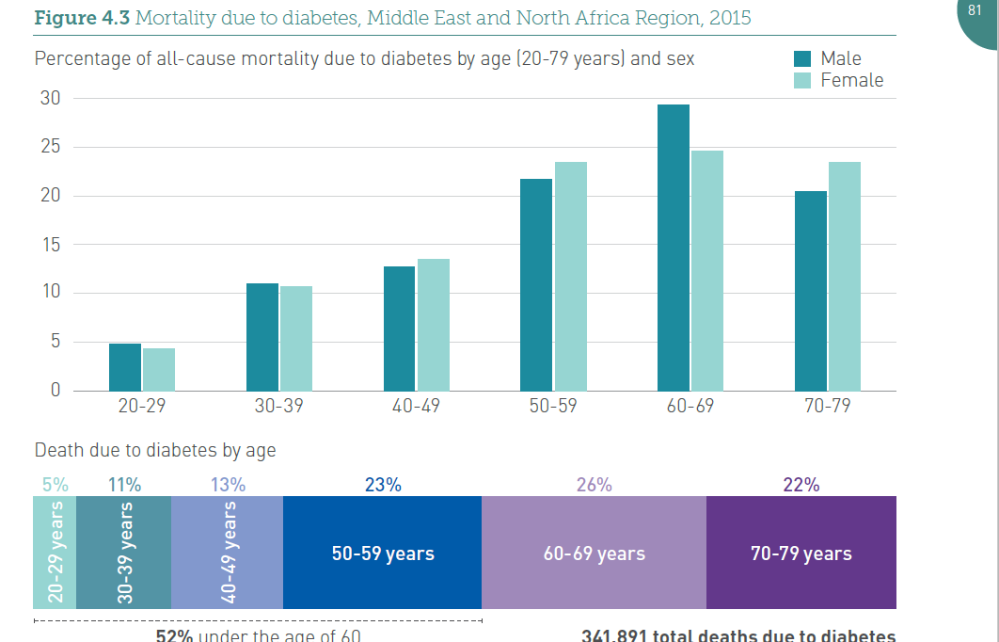 81
Figure 4.3 Mortality due to diabetes, Middle East and North Africa Region, 2015
Percentage of all-cause mortality due to diabetes by age (20-79 years) and sex
Male
Female
30
25
20
15
10
5
0
20-29 30-39 40-49 50-59 60-69 70-79
Death due to diabetes by age
5% 11% 13% 23% 26% 22%
20-29 years
30-39 years
40-49 years
50-59 years
60-69 years
70-79 years
52% under the age of 60
341,891 total deaths due to diabetes